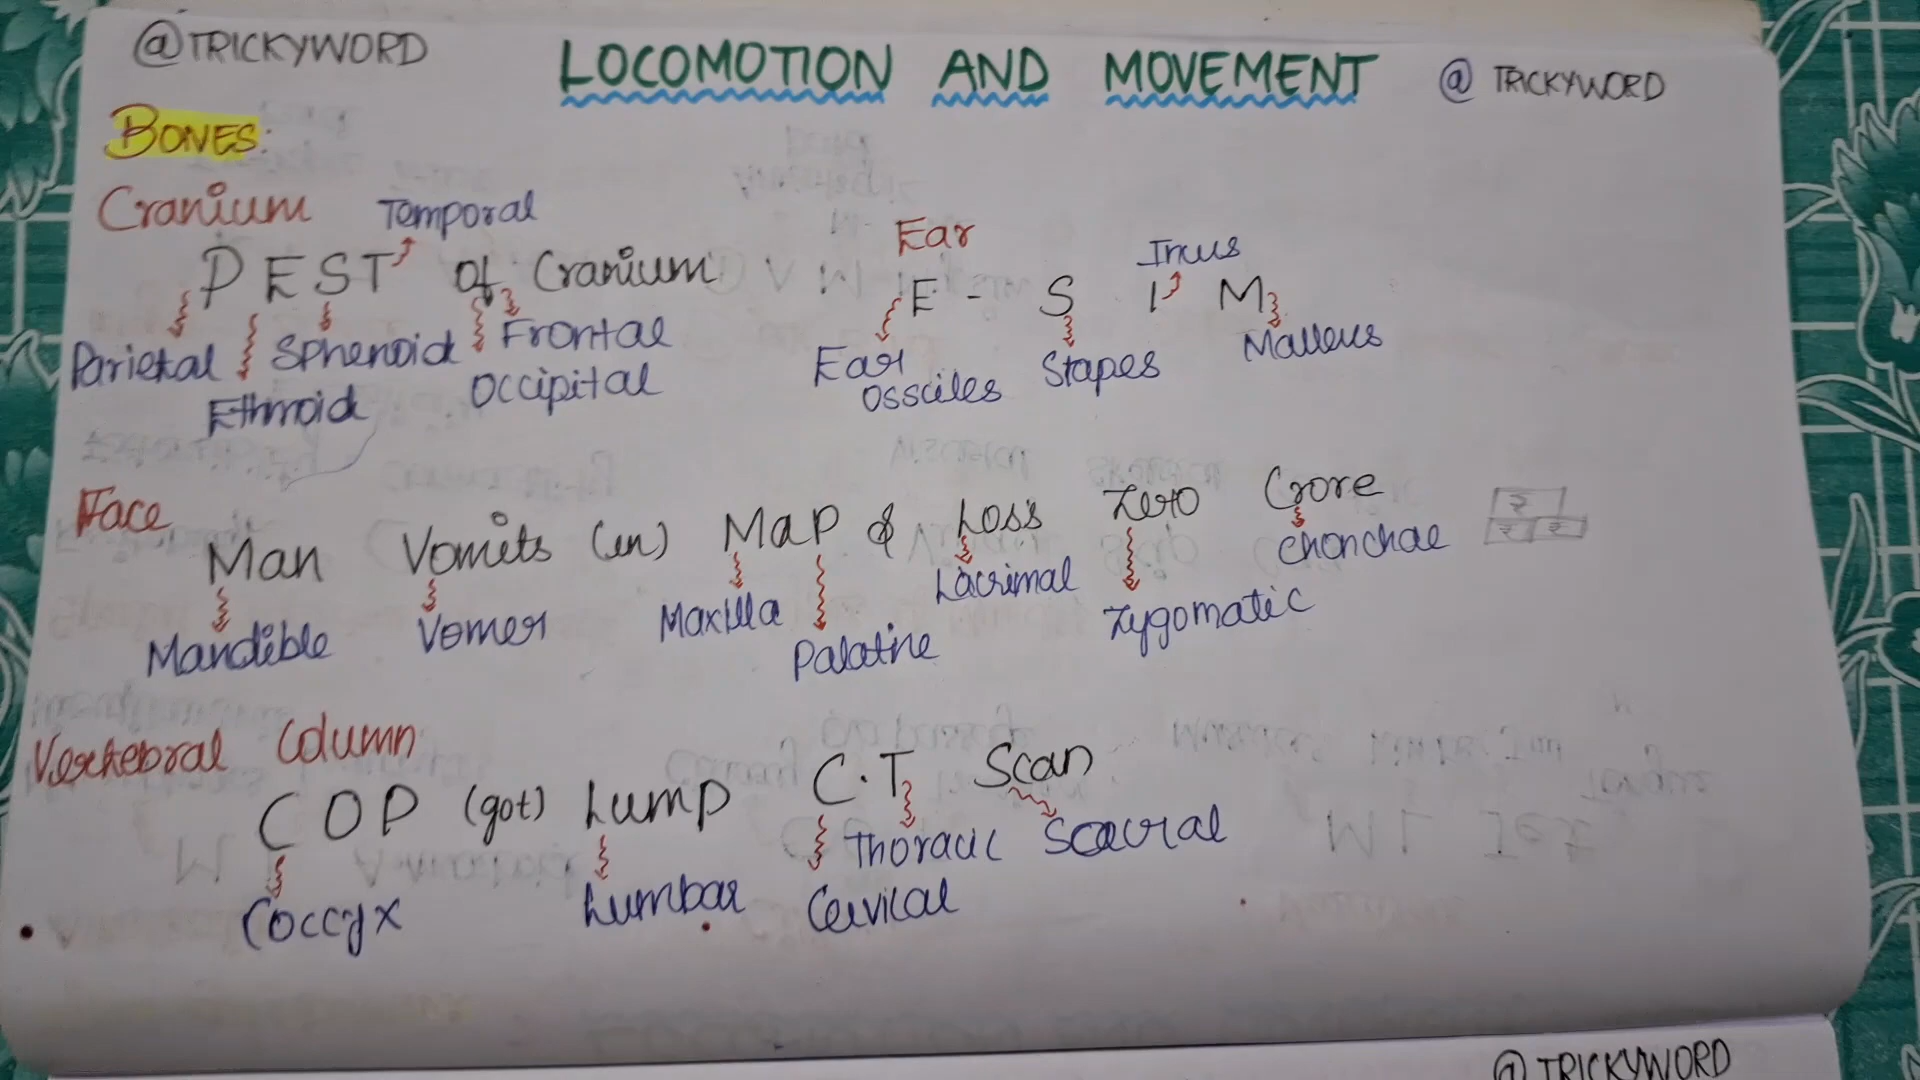 @TRICKYWORD LOCOMOTION AND MOVEMENT @ TRICKYWORD
BONES:
Cranium Temporal
PEST of Cranium
Parietal Sphenoid Frontal
Ethmoid Occipital
Ear Incus
E - S I M
Ear Stapes Malleus
Ossciles
Face
Man Vomits (in) MaP & Loss Zero Crore
Mandible Vomer Maxilla Palatine Lacrimal Zygomatic Chonchae
Vertebral Column
COP (got) Lump C.T Scan
Coccyx Lumbar Cervical Thoracic Sacral
@TRICKYWORD